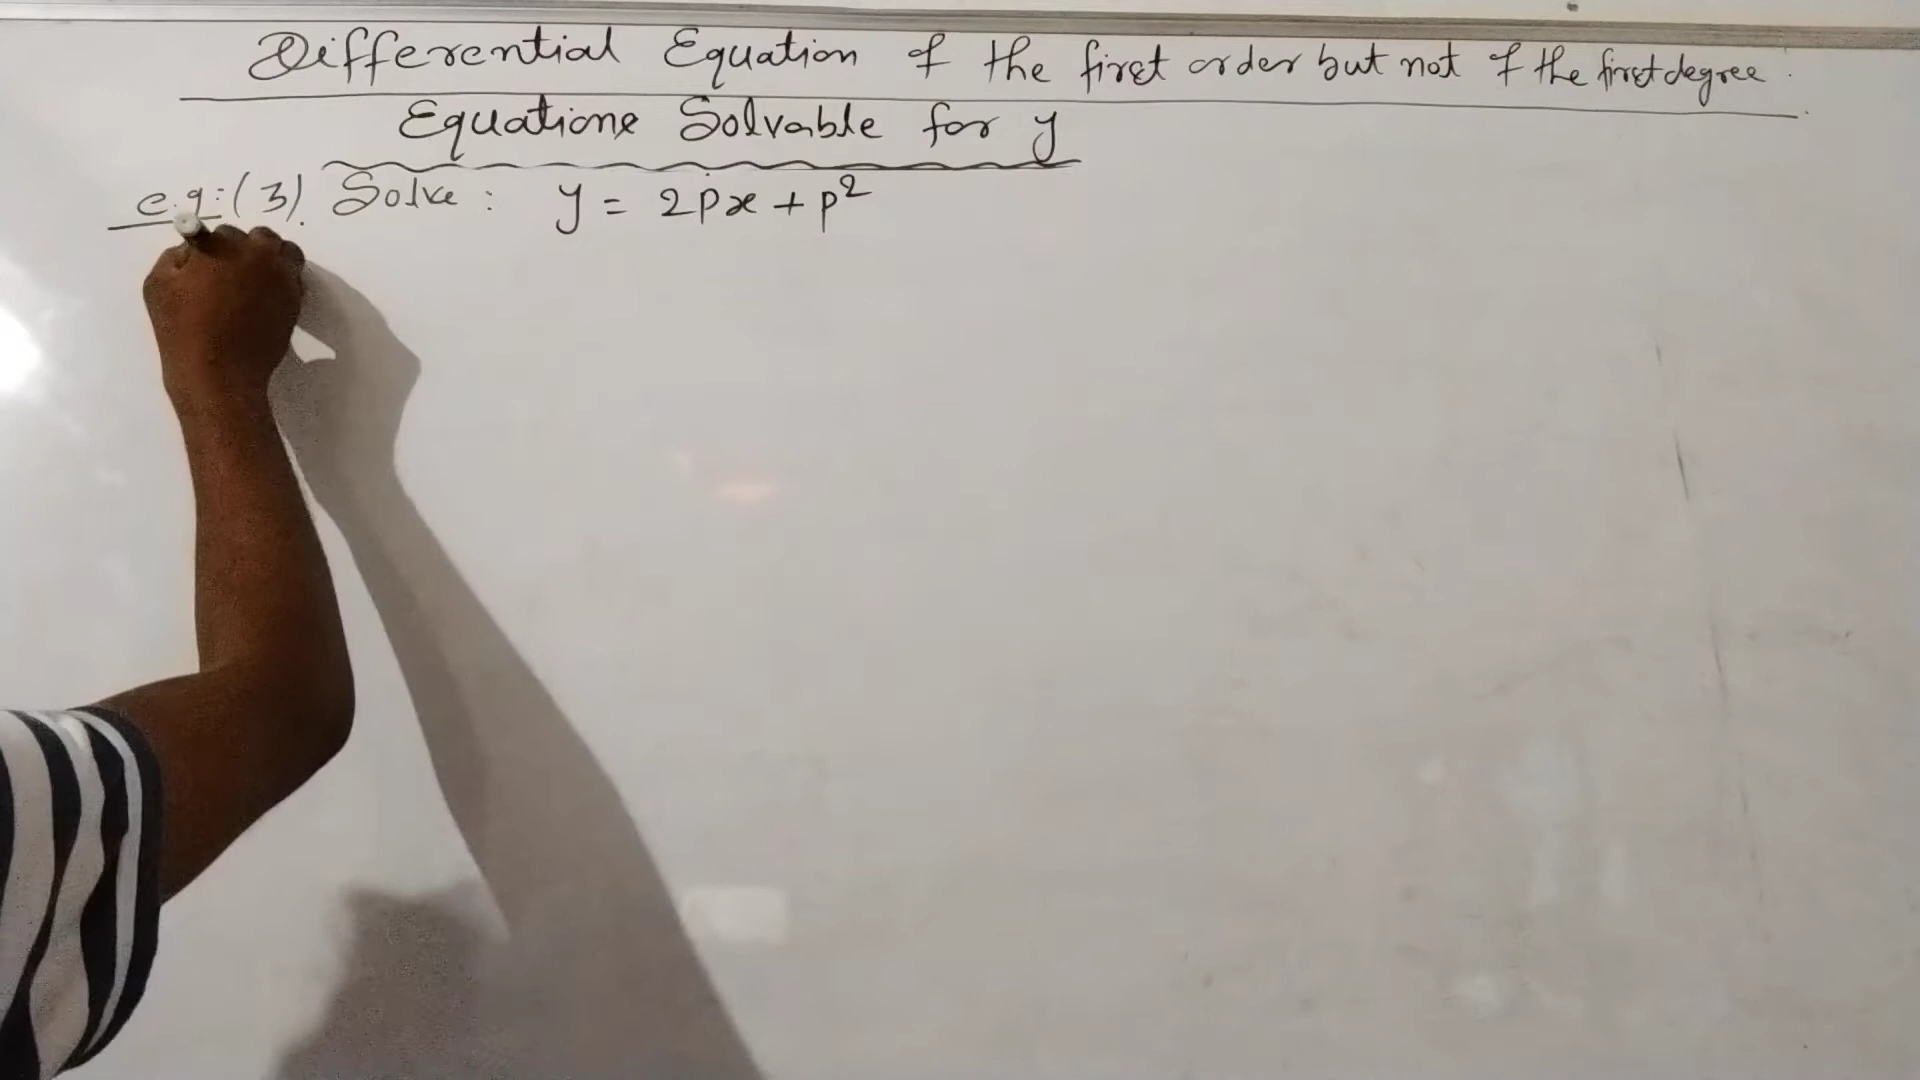 Differential Equation of the first order but not of the first degree.
Equations Solvable for y
e.g:(3). Solve : y = 2px + p²